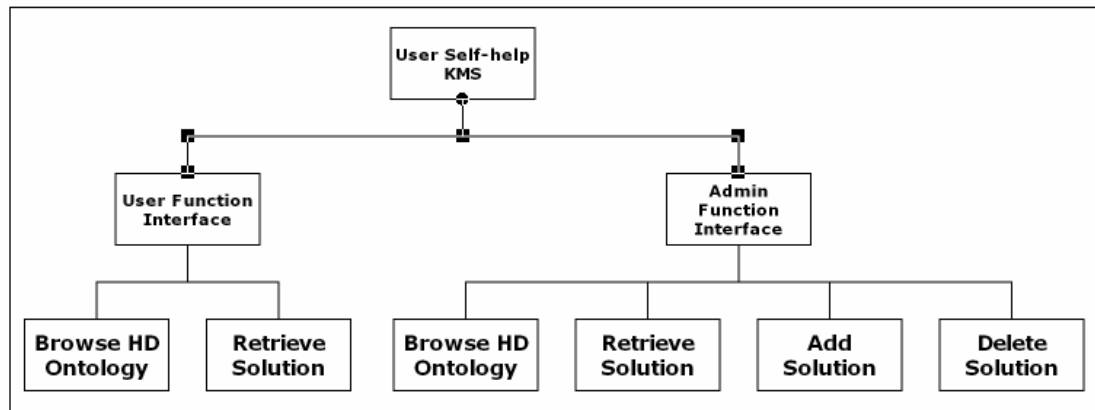 User Self-help
KMS
User Function
Interface
Admin
Function
Interface
Browse HD
Ontology
Retrieve
Solution
Browse HD
Ontology
Retrieve
Solution
Add
Solution
Delete
Solution